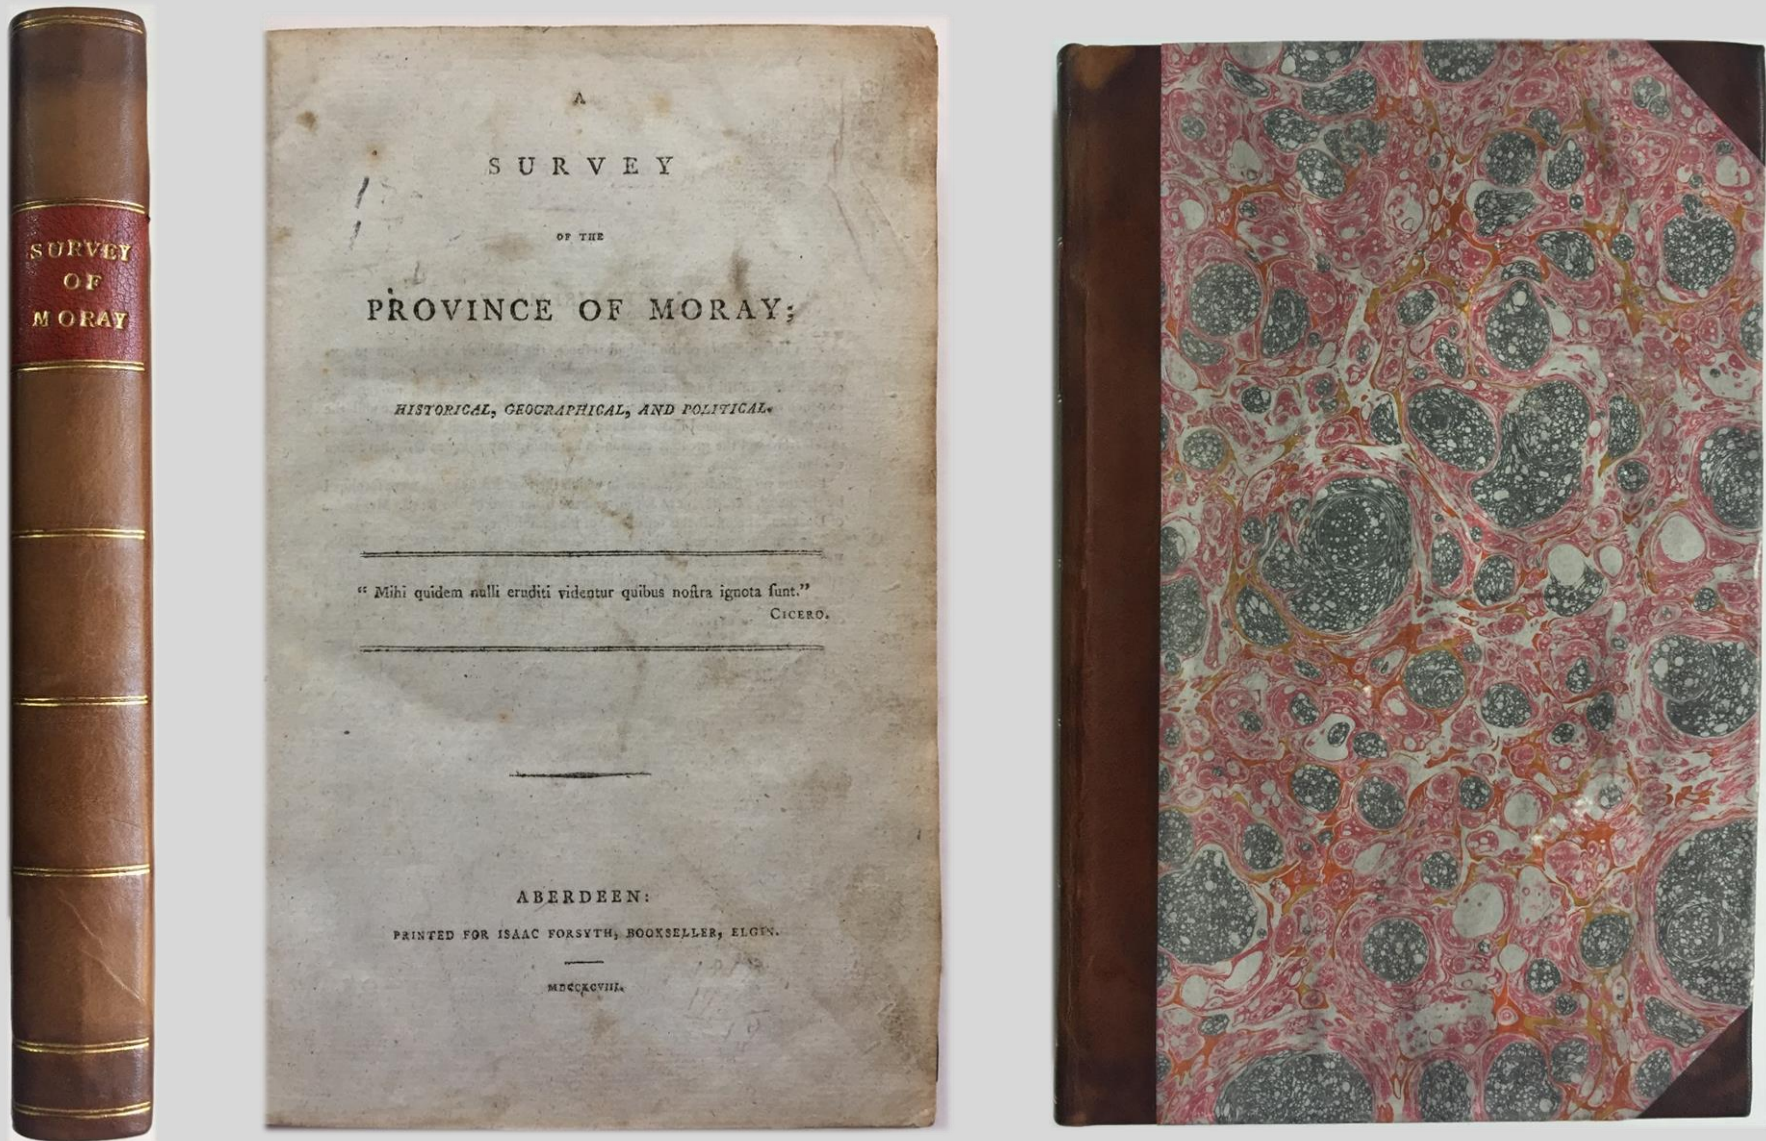 SURVEY
OF
MORAY
A
SURVEY
OF THE
PROVINCE OF MORAY;
HISTORICAL, GEOGRAPHICAL, AND POLITICAL.
“ Mihi quidem nulli eruditi videntur quibus noſtra ignota ſunt.”
CICERO.
ABERDEEN:
PRINTED FOR ISAAC FORSYTH, BOOKSELLER, ELGIN.
MDCCXCVIII.